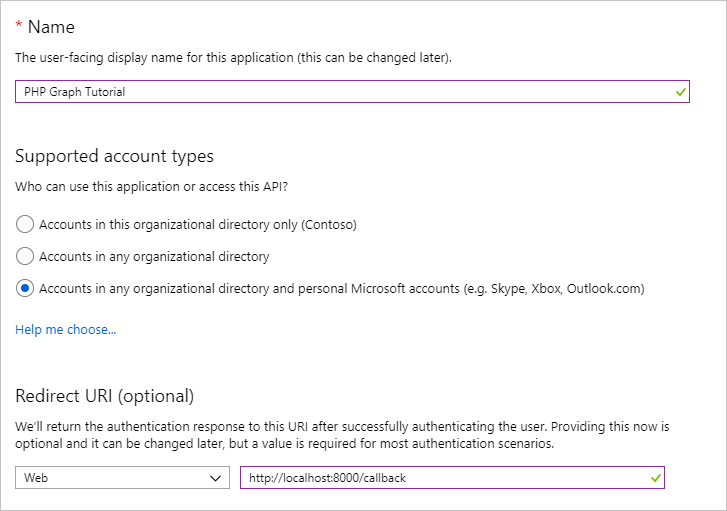 * Name
The user-facing display name for this application (this can be changed later).
PHP Graph Tutorial
Supported account types
Who can use this application or access this API?
Accounts in this organizational directory only (Contoso)
Accounts in any organizational directory
Accounts in any organizational directory and personal Microsoft accounts (e.g. Skype, Xbox, Outlook.com)
Help me choose...
Redirect URI (optional)
We'll return the authentication response to this URI after successfully authenticating the user. Providing this now is
optional and it can be changed later, but a value is required for most authentication scenarios.
Web http://localhost:8000/callback